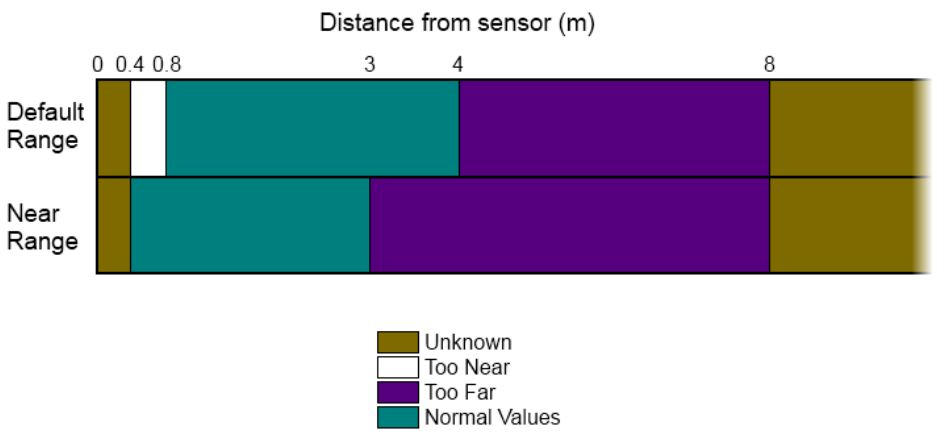 Distance from sensor (m)
0 0.4 0.8 3 4 8
Default
Range
Near
Range
Unknown
Too Near
Too Far
Normal Values